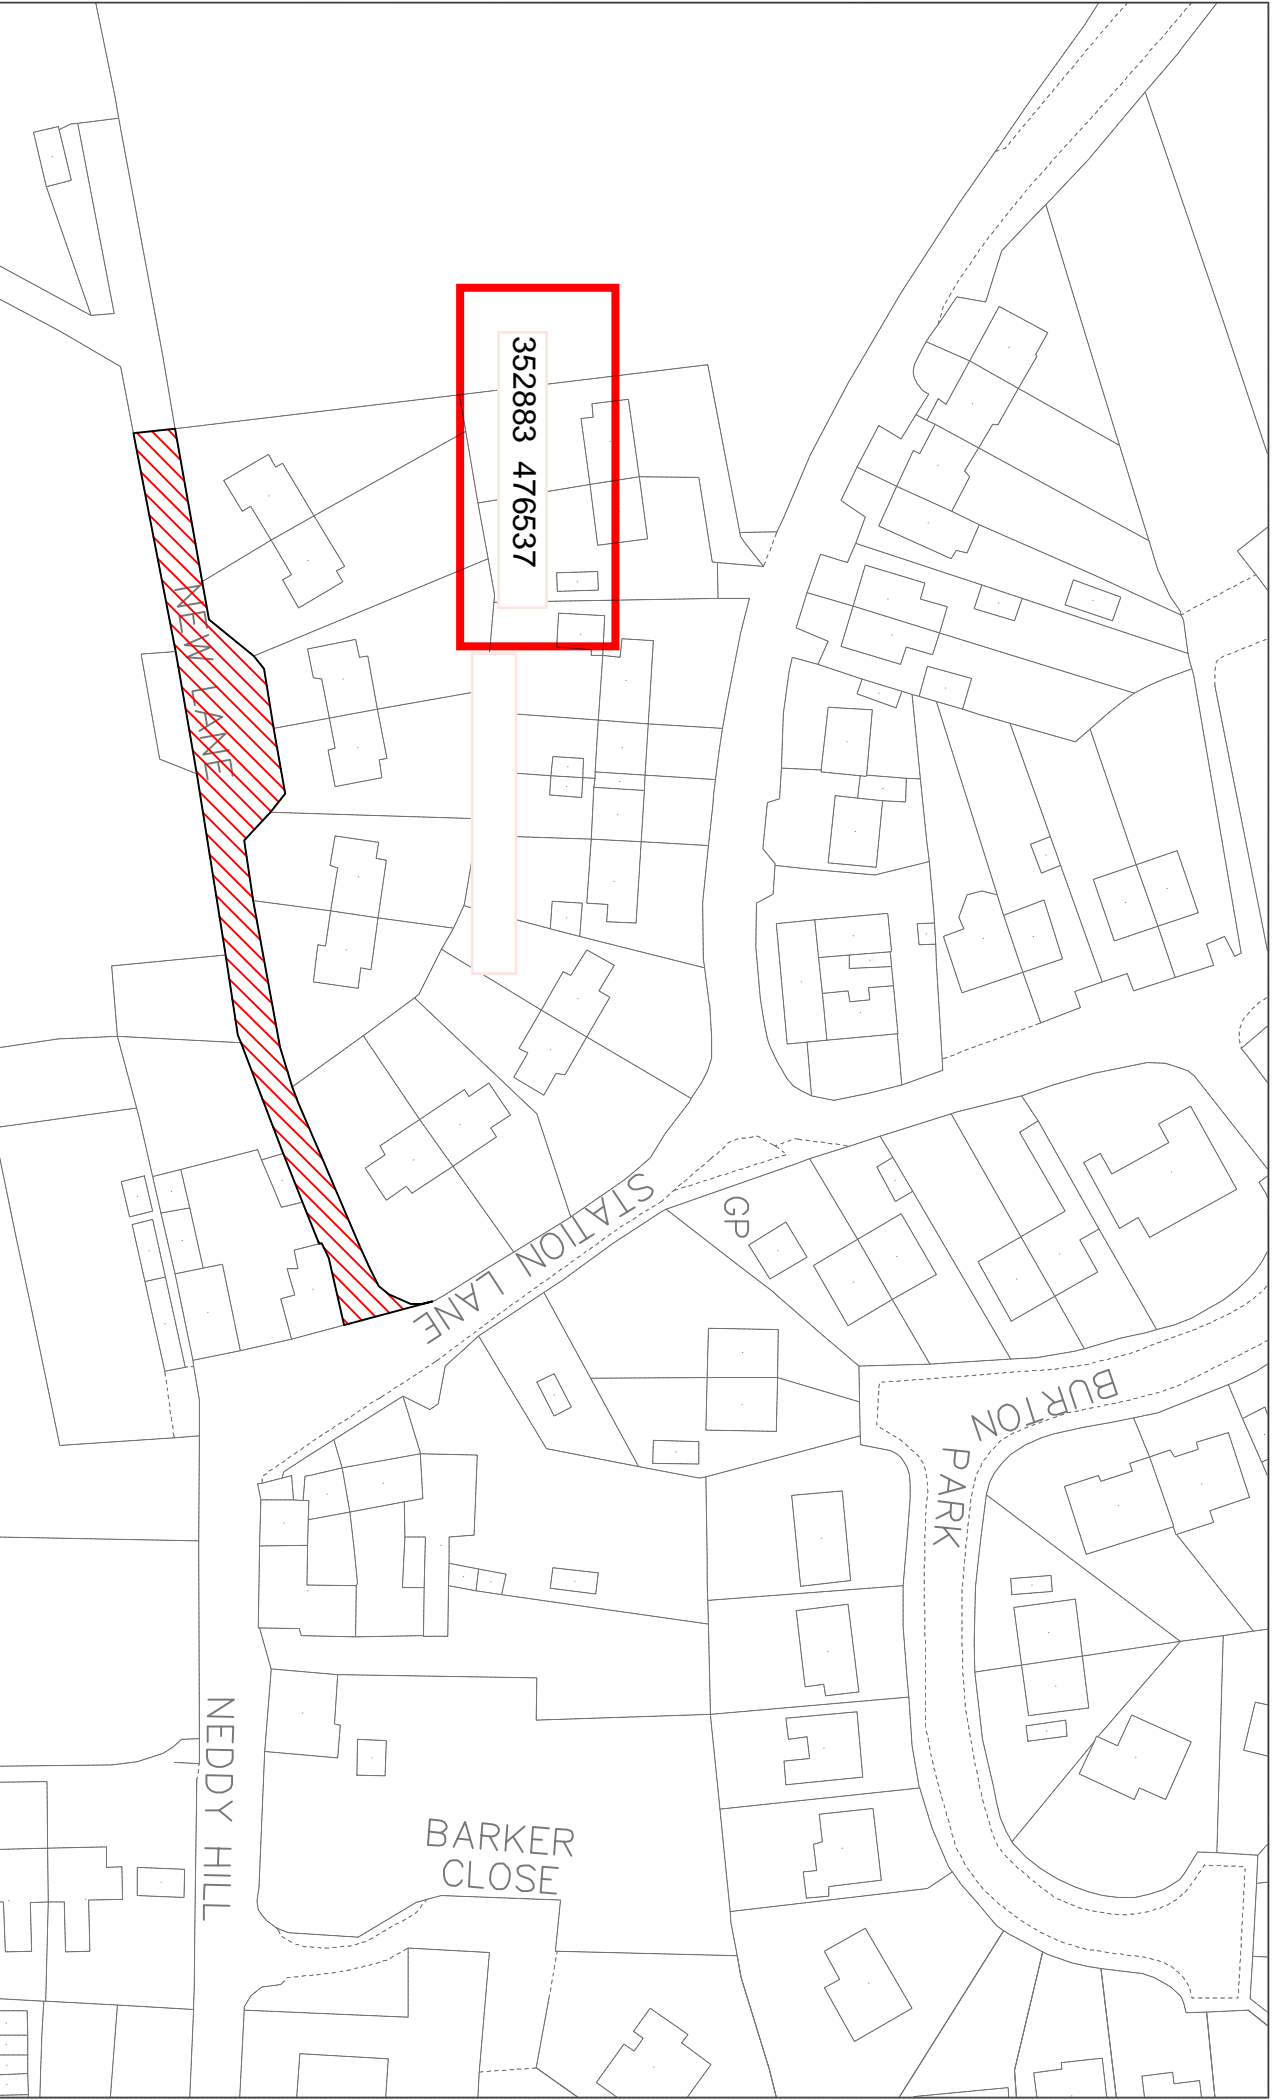 352883 476537
NEW LANE
STATION LANE
GP
BURTON
PARK
NEDDY HILL
BARKER
CLOSE